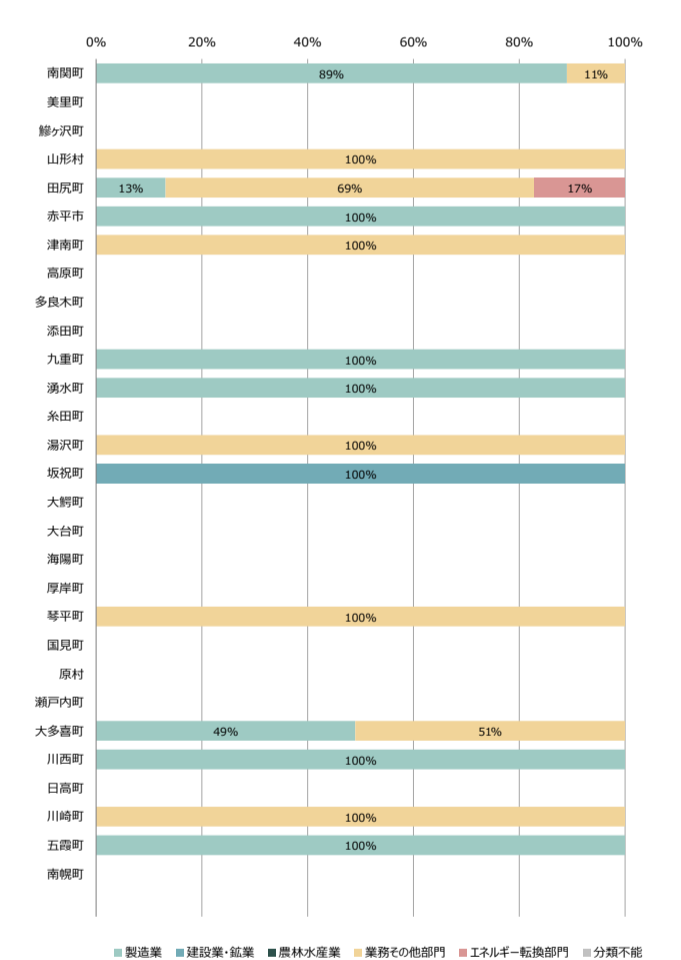 0% 20% 40% 60% 80% 100%
南関町 89% 11%
美里町
鰺ヶ沢町
山形村 100%
田尻町 13% 69% 17%
赤平市 100%
津南町 100%
高原町
多良木町
添田町
九重町 100%
湧水町 100%
糸田町
湯沢町 100%
坂祝町 100%
大鰐町
大台町
海陽町
厚岸町
琴平町 100%
国見町
原村
瀬戸内町
大多喜町 49% 51%
川西町 100%
日高町
川崎町 100%
五霞町 100%
南幌町
製造業 建設業・鉱業 農林水産業 業務その他部門 エネルギー転換部門 分類不能